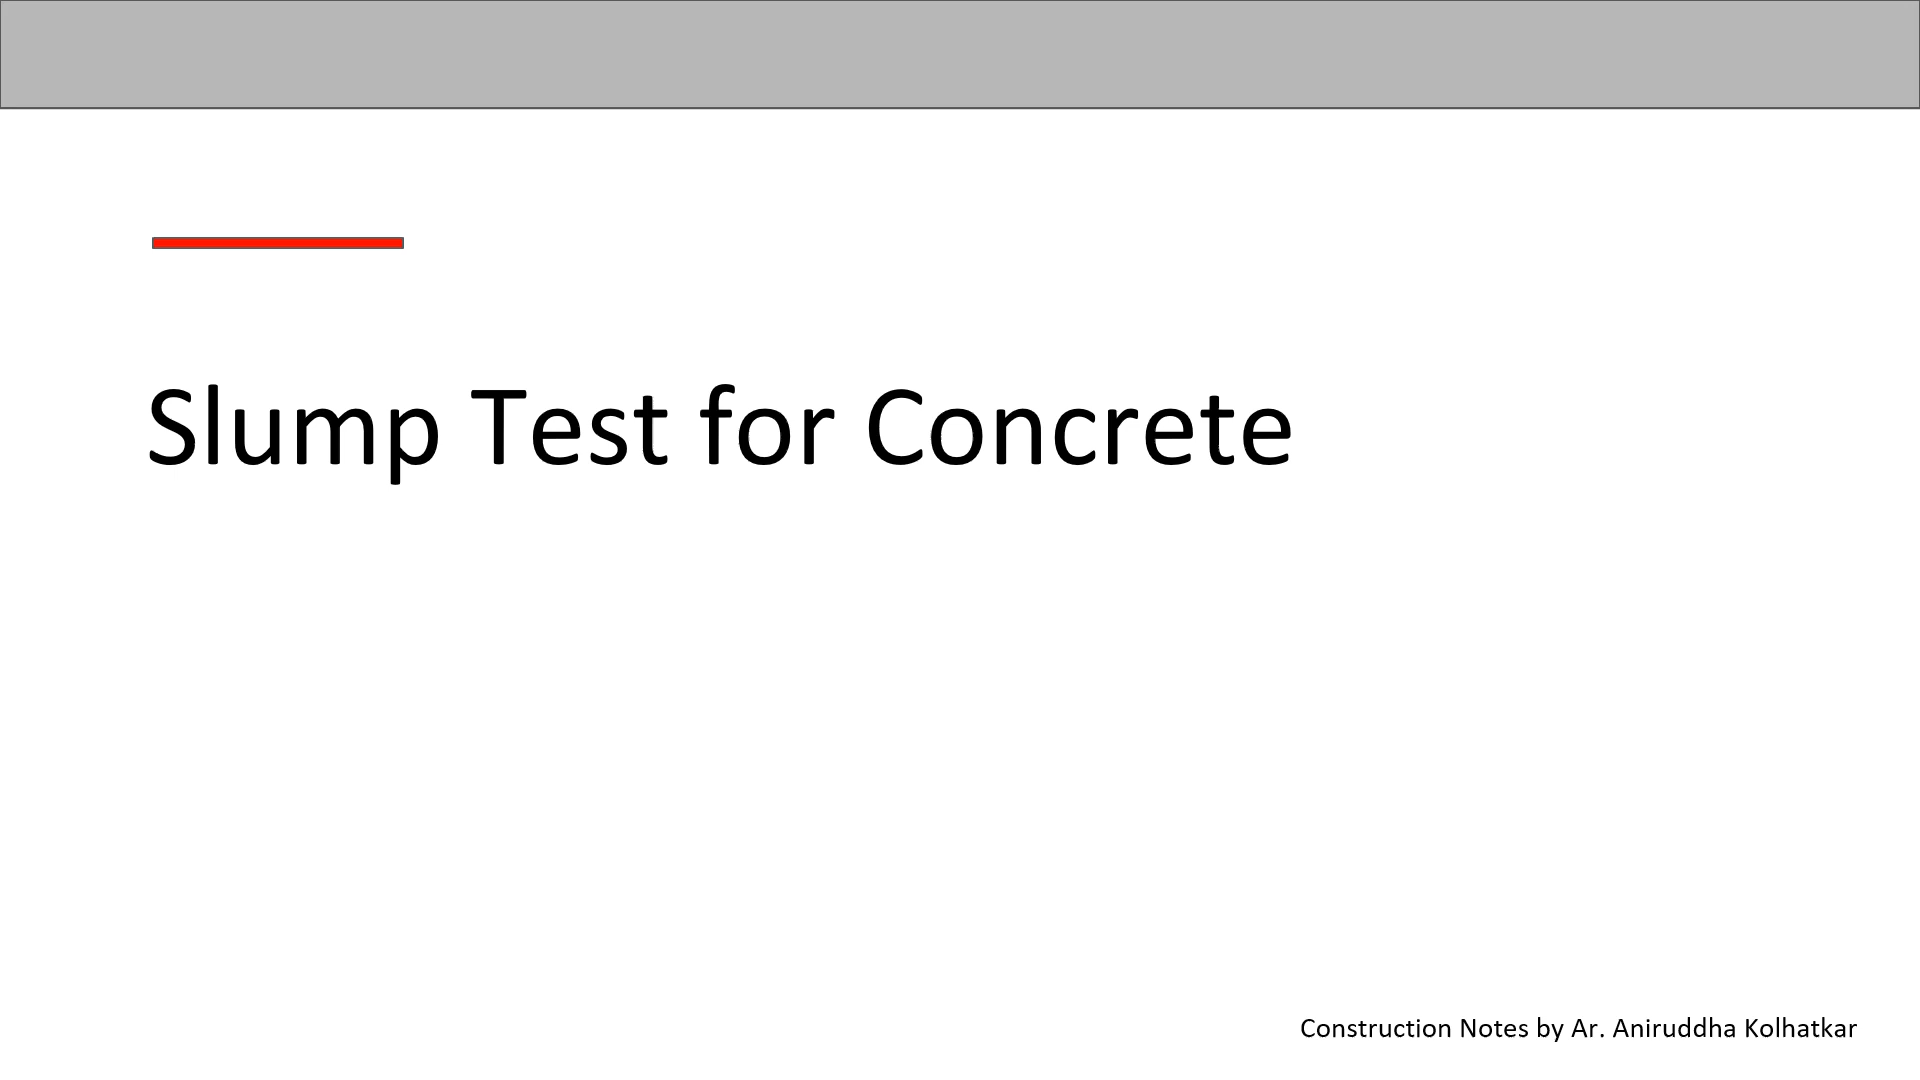 Slump Test for Concrete
Construction Notes by Ar. Aniruddha Kolhatkar